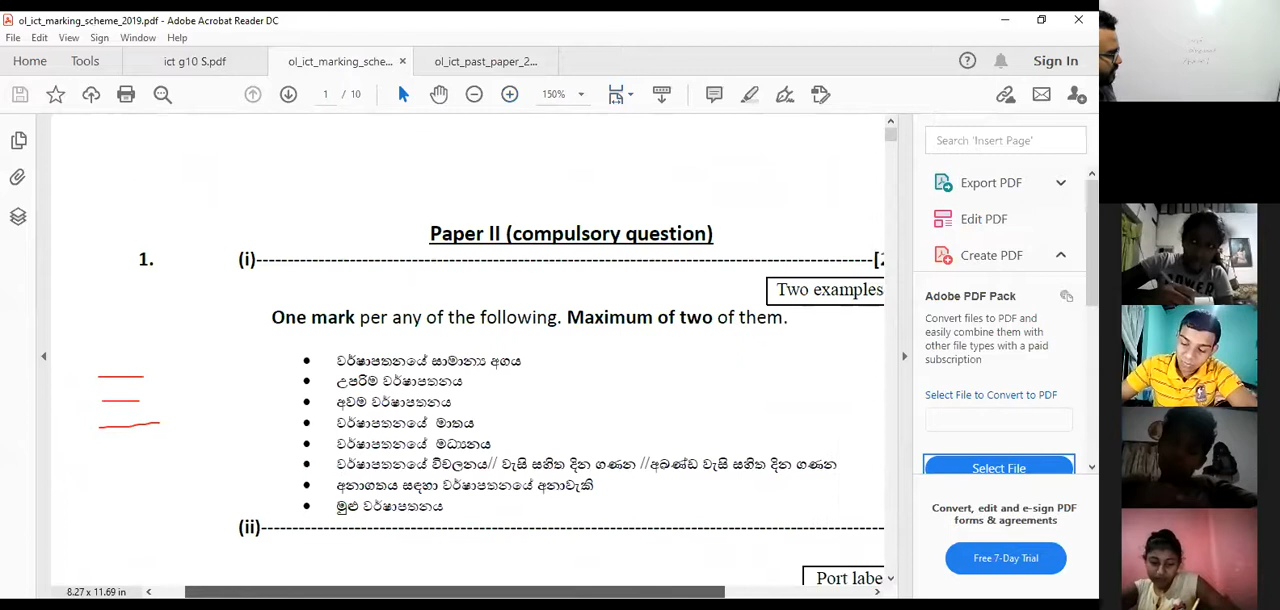 ol_ict_marking_scheme_2019.pdf - Adobe Acrobat Reader DC
File Edit View Sign Window Help
Home Tools ict g10 S.pdf ol_ict_marking_sche... ol_ict_past_paper_2... Sign In
1 / 10 150%
Search 'Insert Page'
Export PDF
Edit PDF
Create PDF
Adobe PDF Pack
Convert files to PDF and
easily combine them with
other file types with a paid
subscription
Select File to Convert to PDF
Select File
Convert, edit and e-sign PDF
forms & agreements
Free 7-Day Trial
Paper II (compulsory question)
1. (i)----------------------------------------------------------------------------------------------------[2
Two examples
One mark per any of the following. Maximum of two of them.
• වර්ෂාපතනයේ සාමාන්‍ය අගය
• උපරිම වර්ෂාපතනය
• අවම වර්ෂාපතනය
• වර්ෂාපතනයේ මාතය
• වර්ෂාපතනයේ මධ්‍යනය
• වර්ෂාපතනයේ විචලනය// වැසි සහිත දින ගණන //අඛණ්ඩ වැසි සහිත දින ගණන
• අනාගතය සඳහා වර්ෂාපතනයේ අනාවැකි
• මුළු වර්ෂාපතනය
(ii)----------------------------------------------------------------------------------------------------
Port labe
8.27 x 11.69 in